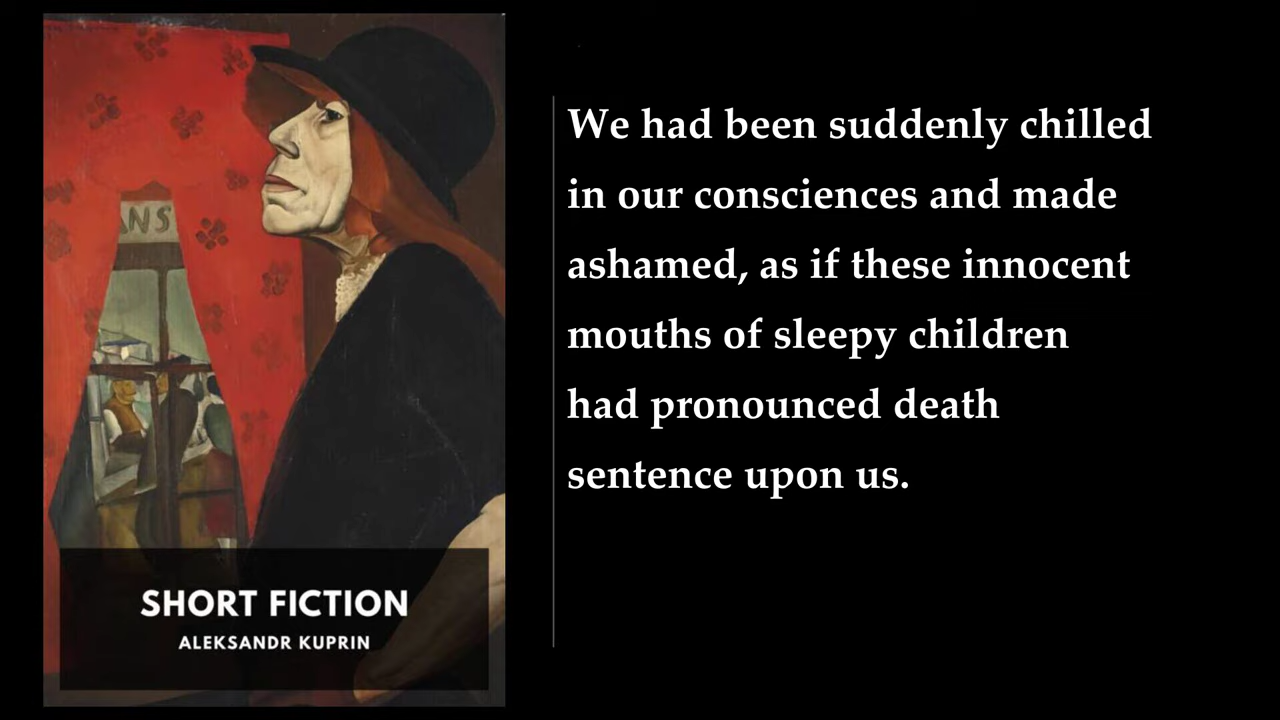 ANS
SHORT FICTION
ALEKSANDR KUPRIN
We had been suddenly chilled
in our consciences and made
ashamed, as if these innocent
mouths of sleepy children
had pronounced death
sentence upon us.